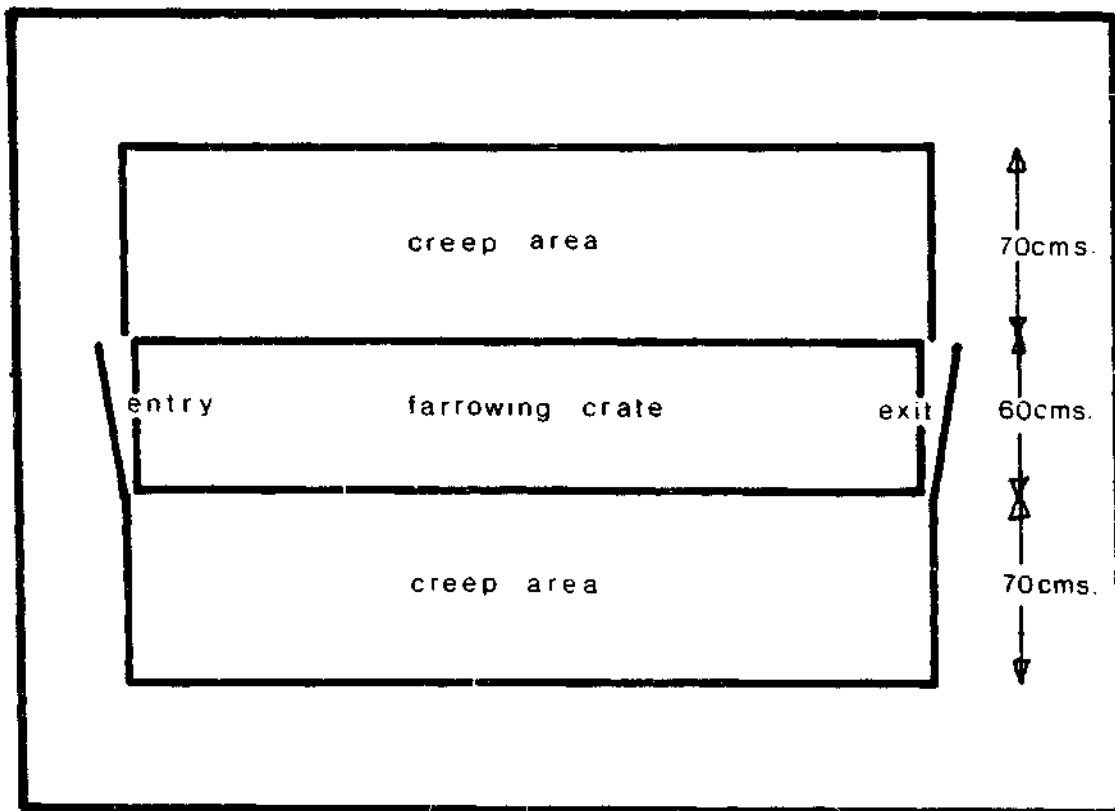 creep area
70cms.
entry
farrowing crate
exit
60cms.
creep area
70cms.